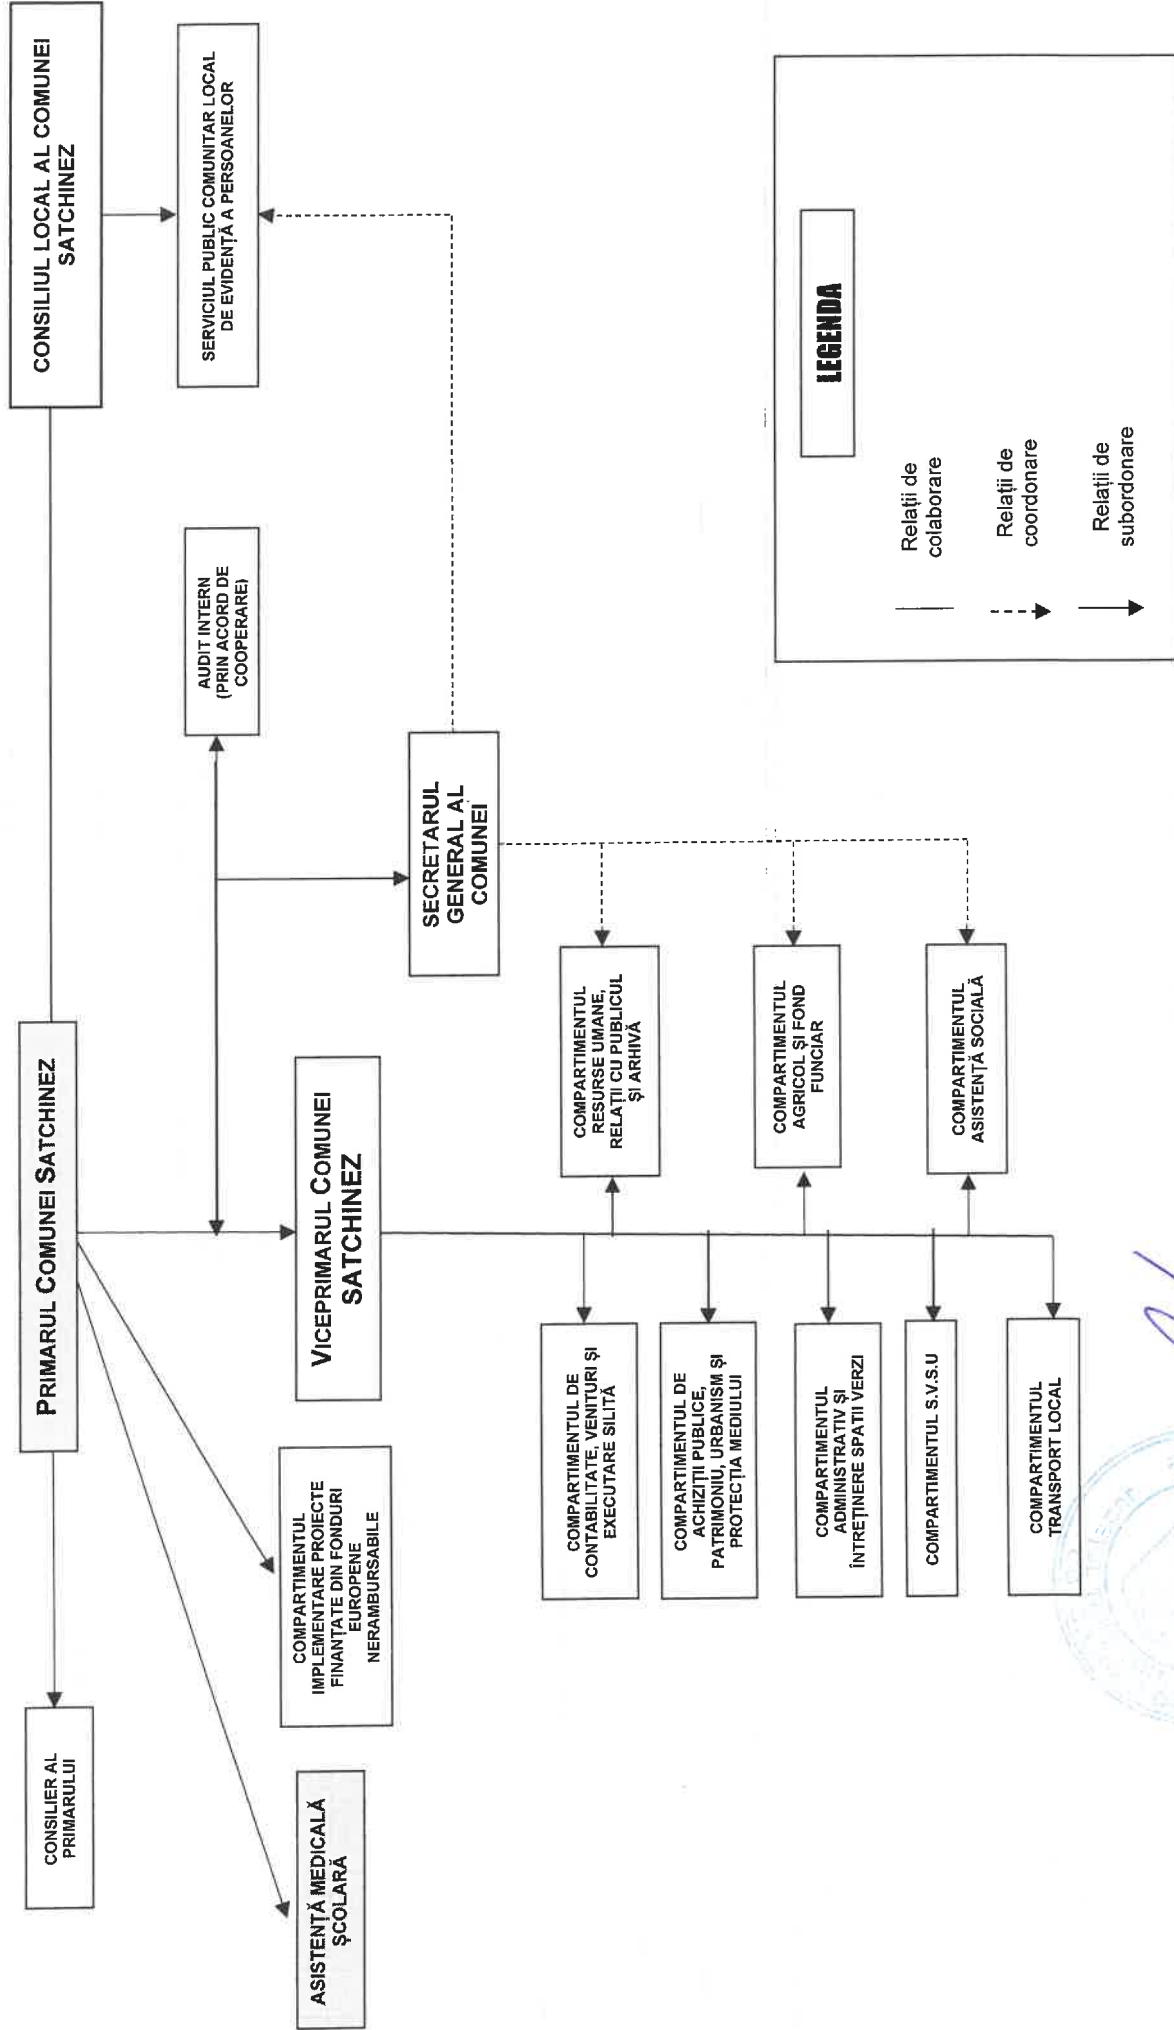 CONSILIUL LOCAL AL COMUNEI
SATCHINEZ
SERVICIUL PUBLIC COMUNITAR LOCAL
DE EVIDENȚĂ A PERSOANELOR
PRIMARUL COMUNEI SATCHINEZ
CONSILIER AL
PRIMARULUI
AUDIT INTERN
(PRIN ACORD DE
COOPERARE)
ASISTENȚĂ MEDICALĂ
ȘCOLARĂ
COMPARTIMENTUL
IMPLEMENTARE PROIECTE
FINANȚATE DIN FONDURI
EUROPENE
NERAMBURSABILE
VICEPRIMARUL COMUNEI
SATCHINEZ
SECRETARUL
GENERAL AL
COMUNEI
COMPARTIMENTUL DE
CONTABILITATE, VENITURI ȘI
EXECUTARE SILITĂ
COMPARTIMENTUL
RESURSE UMANE,
RELAȚII CU PUBLICUL
ȘI ARHIVĂ
COMPARTIMENTUL DE
ACHIZIȚII PUBLICE,
PATRIMONIU, URBANISM ȘI
PROTECȚIA MEDIULUI
COMPARTIMENTUL
AGRICOL ȘI FOND
FUNCIAR
COMPARTIMENTUL
ADMINISTRATIV ȘI
ÎNTREȚINERE SPATII VERZI
COMPARTIMENTUL S.V.S.U
COMPARTIMENTUL
ASISTENȚĂ SOCIALĂ
COMPARTIMENTUL
TRANSPORT LOCAL
LEGENDA
Relații de
colaborare
Relații de
coordonare
Relații de
subordonare